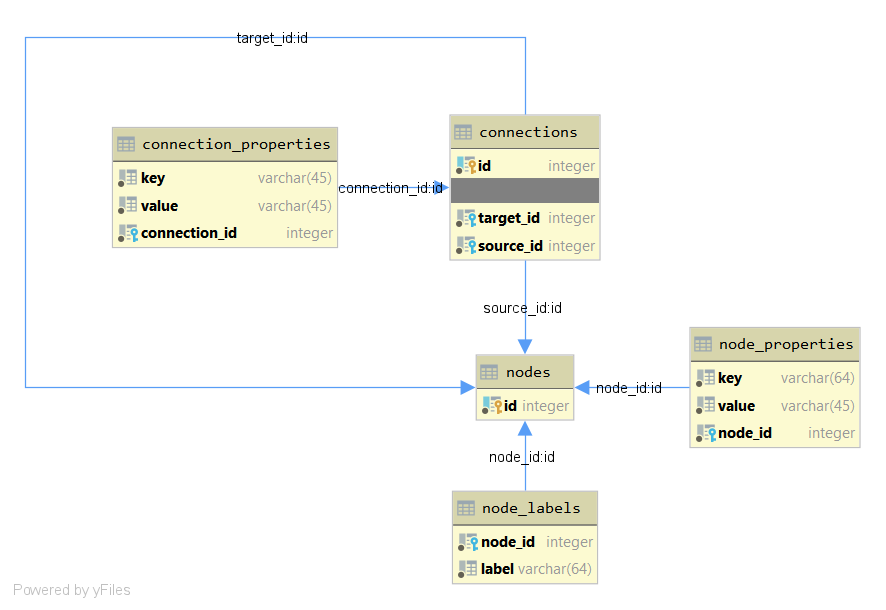 target_id:id
connection_properties
key varchar(45)
value varchar(45)
connection_id integer
connection_id:id
connections
id integer
target_id integer
source_id integer
source_id:id
nodes
id integer
node_id:id
node_properties
key varchar(64)
value varchar(45)
node_id integer
node_id:id
node_labels
node_id integer
label varchar(64)
Powered by yFiles